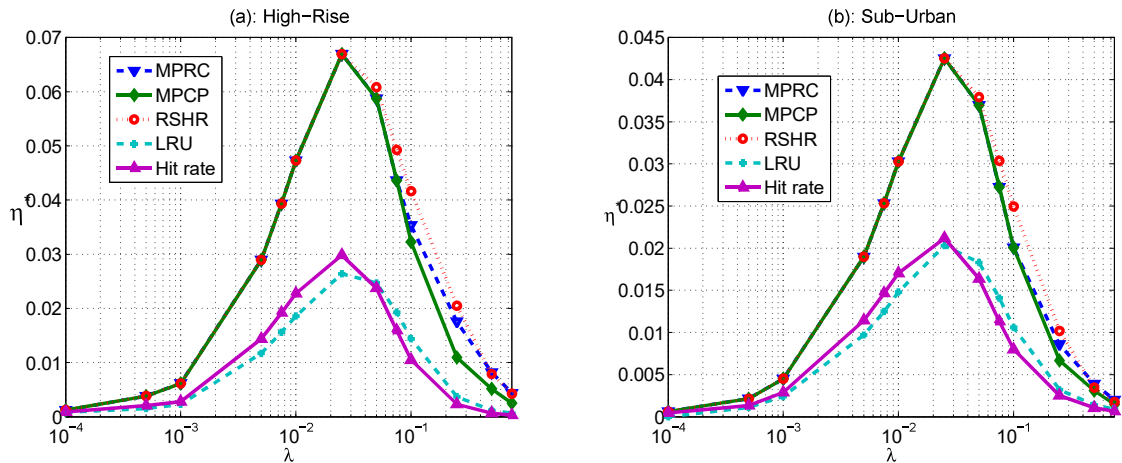 (a): High-Rise
0.07
0.06
0.05
0.04
0.03
0.02
0.01
0
η*
MPRC
MPCP
RSHR
LRU
Hit rate
10^-4
10^-3
10^-2
10^-1
λ
(b): Sub-Urban
0.045
0.04
0.035
0.03
0.025
0.02
0.015
0.01
0.005
0
η*
MPRC
MPCP
RSHR
LRU
Hit rate
10^-4
10^-3
10^-2
10^-1
λ